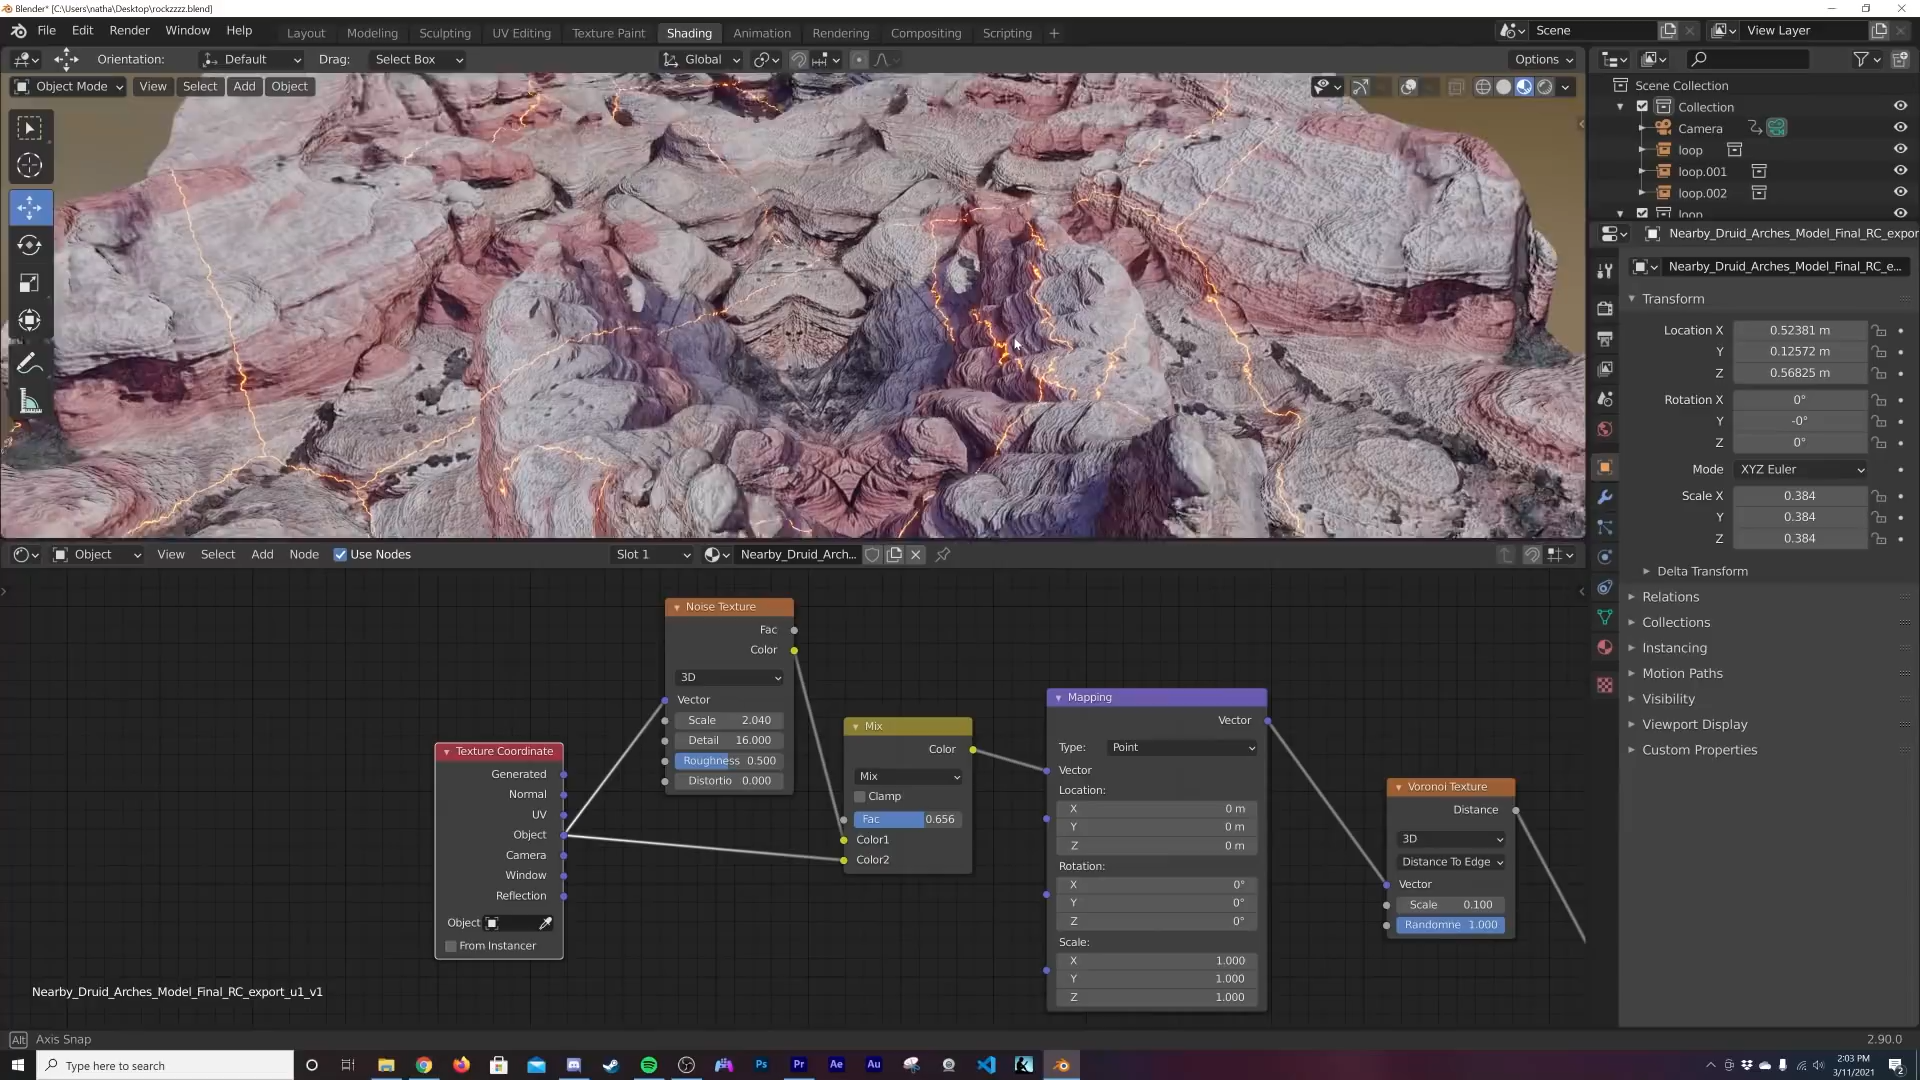 Blender* [C:\Users\natha\Desktop\rockzzzz.blend]
File Edit Render Window Help Layout Modeling Sculpting UV Editing Texture Paint Shading Animation Rendering Compositing Scripting + Scene View Layer
Orientation: Default Drag: Select Box Global Options
Object Mode View Select Add Object
Scene Collection
Collection
Camera
loop
loop.001
loop.002
loop
Nearby_Druid_Arches_Model_Final_RC_expor
Nearby_Druid_Arches_Model_Final_RC_e...
Transform
Location X 0.52381 m
Y 0.12572 m
Z 0.56825 m
Rotation X 0°
Y -0°
Z 0°
Mode XYZ Euler
Scale X 0.384
Y 0.384
Z 0.384
Delta Transform
Relations
Collections
Instancing
Motion Paths
Visibility
Viewport Display
Custom Properties
Object View Select Add Node Use Nodes Slot 1 Nearby_Druid_Arch...
Noise Texture
Fac
Color
3D
Vector
Scale 2.040
Detail 16.000
Roughness 0.500
Distortio 0.000
Texture Coordinate
Generated
Normal
UV
Object
Camera
Window
Reflection
Object
From Instancer
Mix
Color
Mix
Clamp
Fac 0.656
Color1
Color2
Mapping
Vector
Type: Point
Vector
Location:
X 0 m
Y 0 m
Z 0 m
Rotation:
X 0°
Y 0°
Z 0°
Scale:
X 1.000
Y 1.000
Z 1.000
Voronoi Texture
Distance
3D
Distance To Edge
Vector
Scale 0.100
Randomne 1.000
Nearby_Druid_Arches_Model_Final_RC_export_u1_v1
Alt Axis Snap 2.90.0
Type here to search
Ps Pr Ae Au
2:03 PM
3/11/2021
2